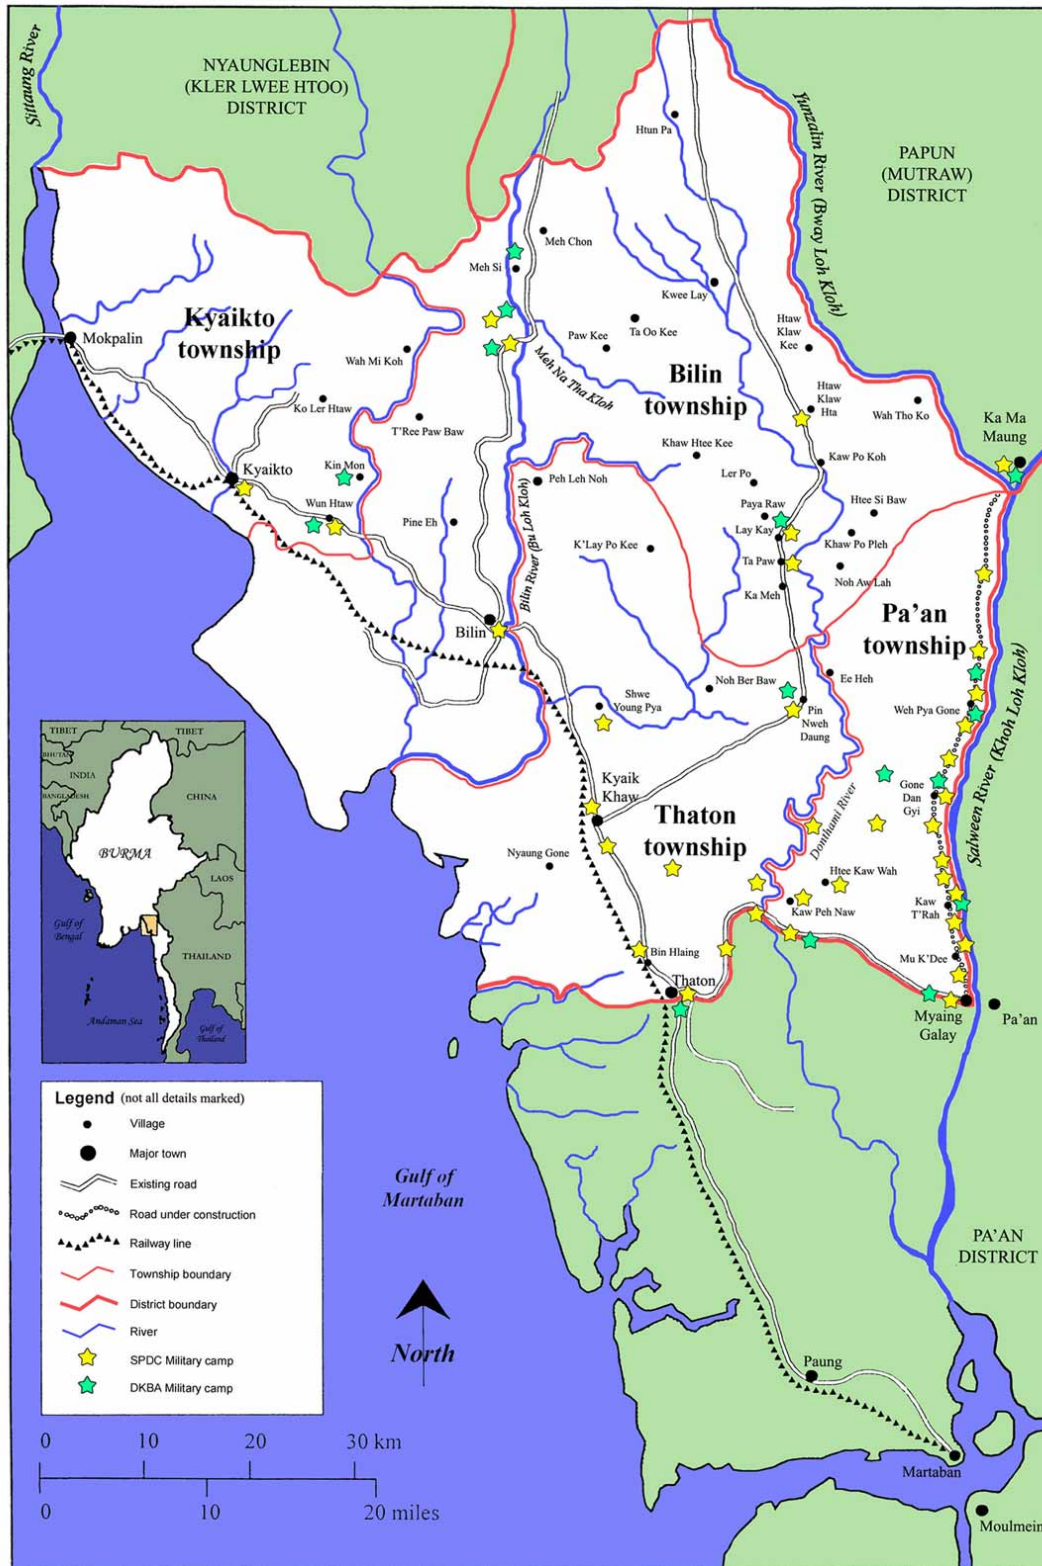 Sittaung River
NYAUNGLEBIN
(KLER LWEE HTOO)
DISTRICT
Yunzalin River (Bway Loh Kloh)
PAPUN
(MUTRAW)
DISTRICT
Htun Pa
Meh Chon
Meh Si
Kwee Lay
Kyaikto
township
Mokpalin
Wah Mi Koh
Ta Oo Kee
Paw Kee
Meh Na Tha Kloh
Bilin
township
Htaw
Klaw
Kee
Htaw
Klaw
Hta
Wah Tho Ko
Ka Ma
Maung
Ko Ler Htaw
T'Ree Paw Baw
Khaw Htee Kee
Kaw Po Koh
Kyaikto
Kin Mon
Peh Leh Noh
Ler Po
Paya Raw
Htee Si Baw
Wun Htaw
Pine Eh
Bilin River (Bu Loh Kloh)
K'Lay Po Kee
Lay Kay
Khaw Po Pleh
Ta Paw
Noh Aw Lah
Ka Meh
Bilin
Pa'an
township
Noh Ber Baw
Ee Heh
Shwe
Young Pya
Pin
Nweh
Daung
Weh Pya Gone
Salween River (Khoh Loh Kloh)
Kyaik
Khaw
Thaton
township
Donthami River
Gone
Dan
Gyi
Nyaung Gone
Htee Kaw Wah
Kaw Peh Naw
Kaw
T'Rah
Bin Hlaing
Mu K'Dee
Thaton
Myaing
Galay
Pa'an
TIBET
TIBET
BHUTAN
INDIA
BANGLADESH
CHINA
BURMA
LAOS
Gulf of
Bengal
THAILAND
Andaman Sea
Gulf of
Thailand
Legend (not all details marked)
Village
Major town
Existing road
Road under construction
Railway line
Township boundary
District boundary
River
SPDC Military camp
DKBA Military camp
Gulf of
Martaban
North
PA'AN
DISTRICT
Paung
Martaban
Moulmein
0 10 20 30 km
0 10 20 miles